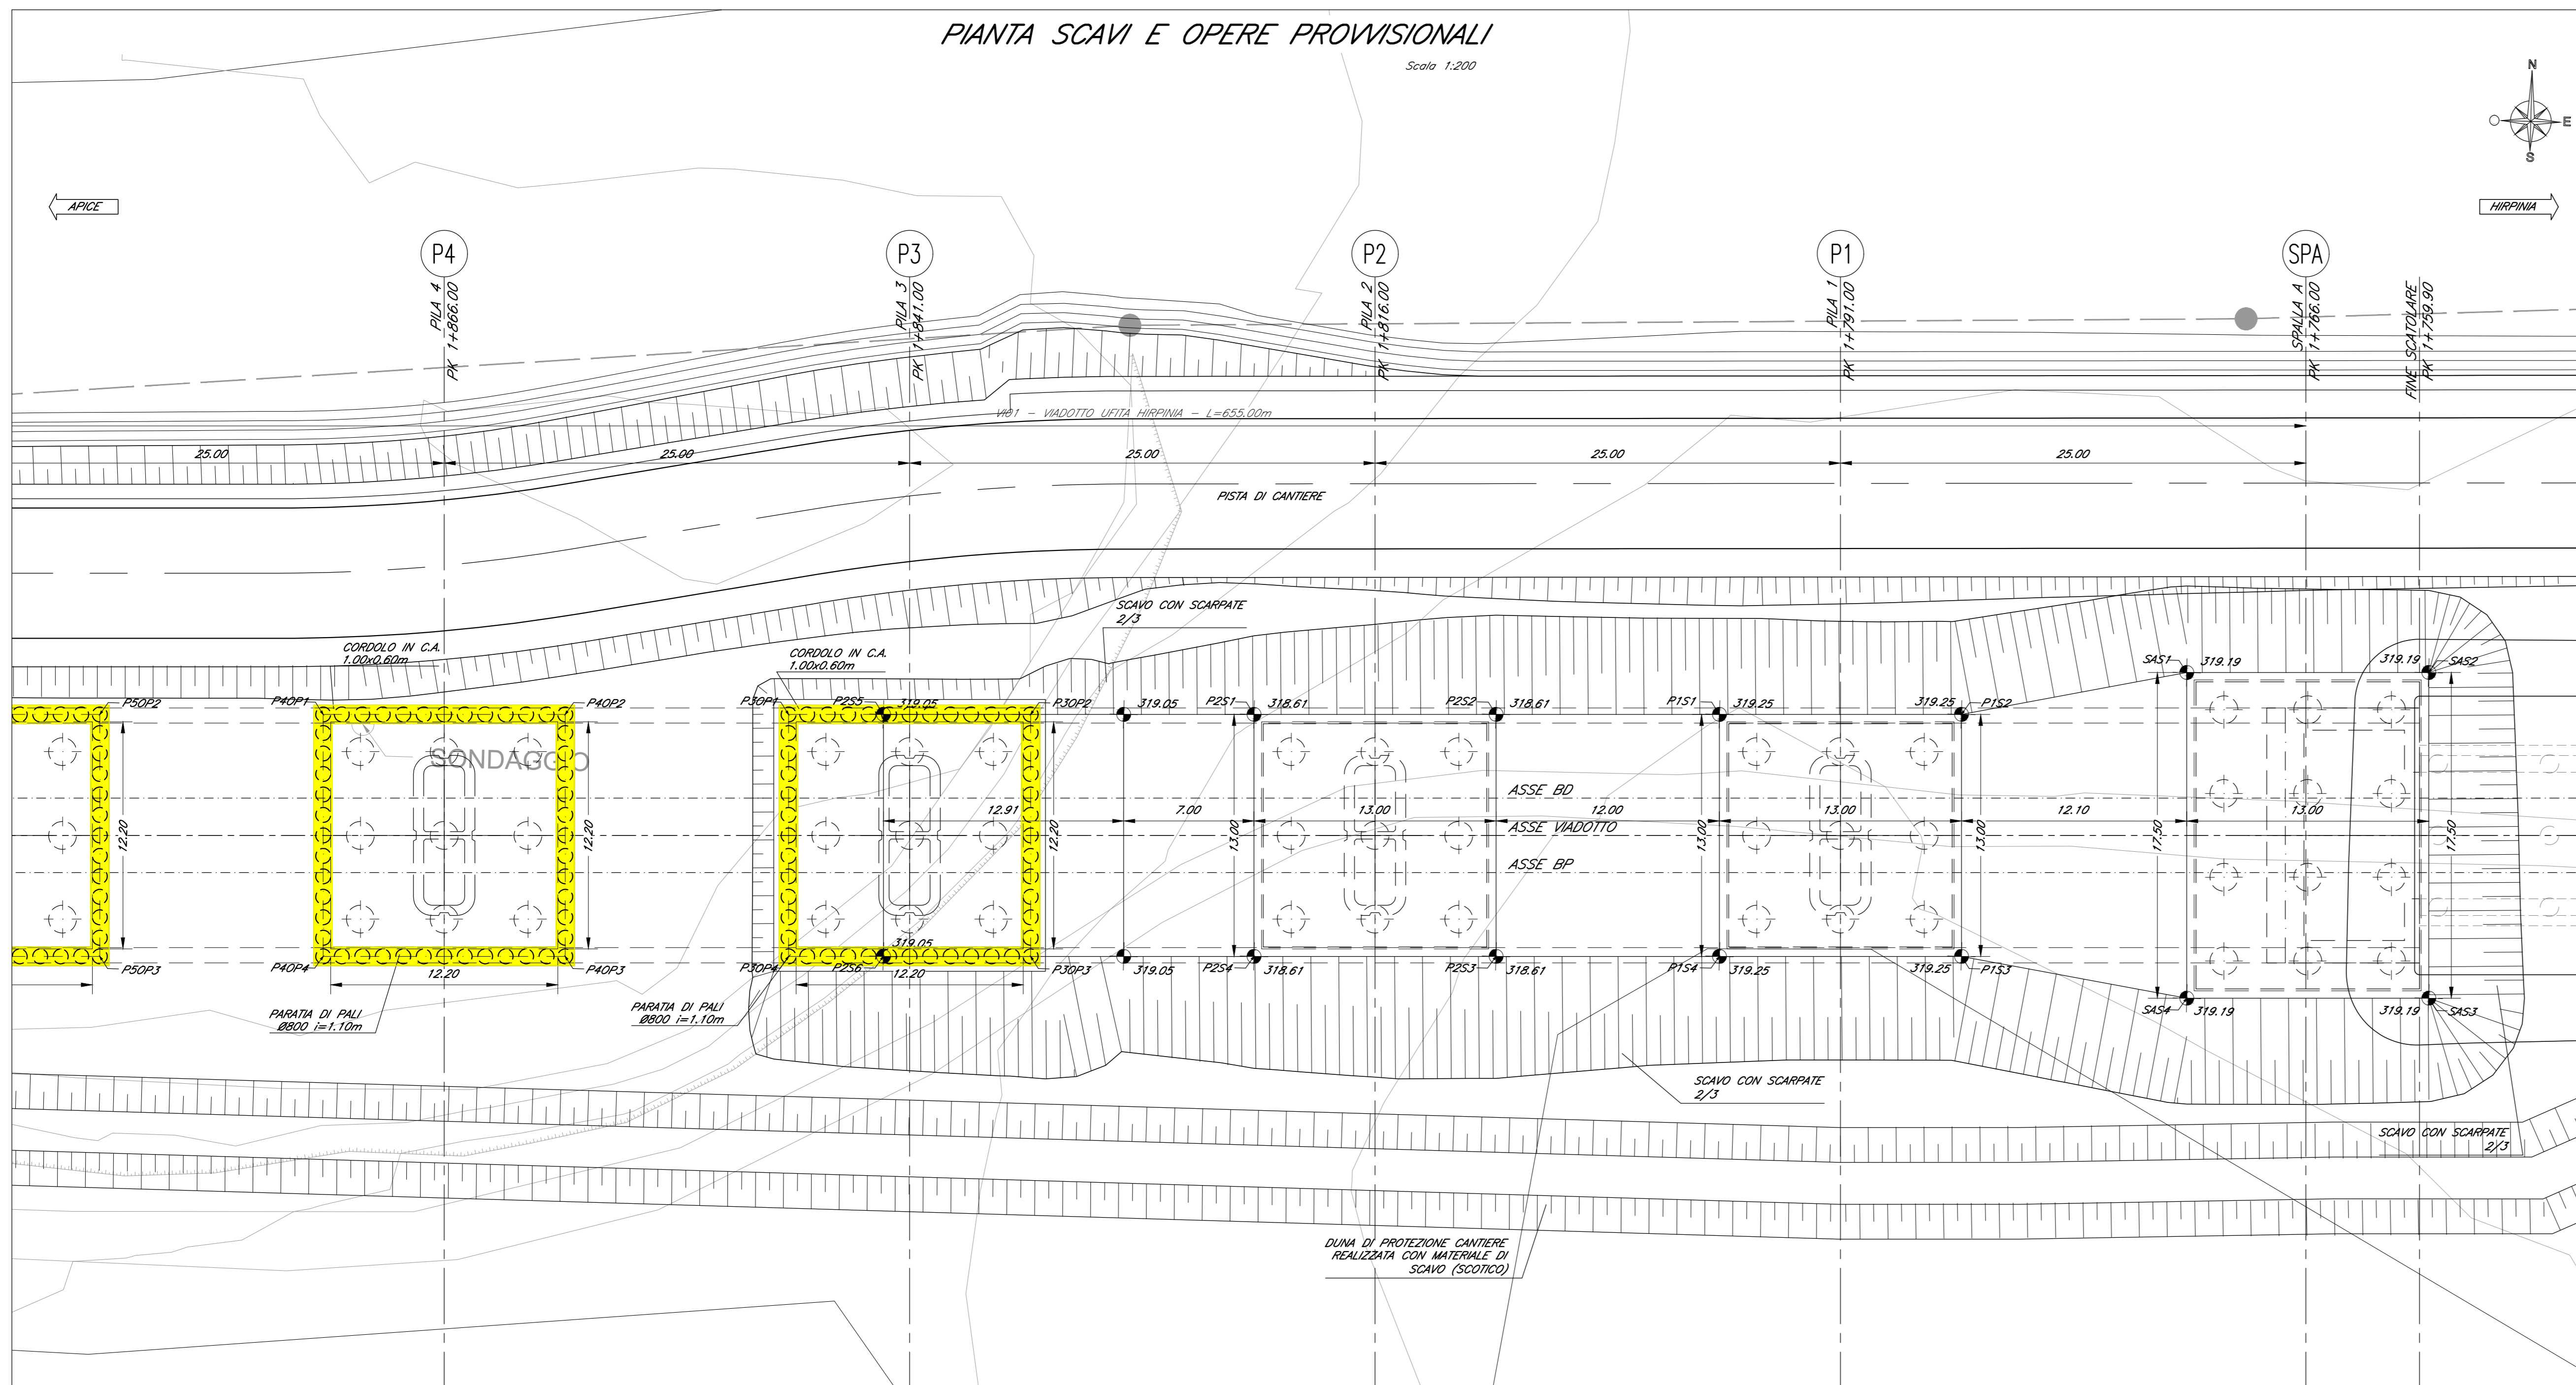 PIANTA SCAVI E OPERE PROVVISIONALI
Scala 1:200
N
O
E
S
APICE
HIRPINIA
P4
P3
P2
P1
SPA
PILA 4
PK 1+866.00
PILA 3
PK 1+841.00
PILA 2
PK 1+816.00
PILA 1
PK 1+791.00
SPALLA A
PK 1+766.00
FINE SCATOLARE
PK 1+759.90
VI01 - VIADOTTO UFITA HIRPINIA - L=655.00m
25.00
25.00
25.00
25.00
25.00
PISTA DI CANTIERE
SCAVO CON SCARPATE
2/3
CORDOLO IN C.A.
1.00x0.60m
CORDOLO IN C.A.
1.00x0.60m
SAS1
319.19
319.19
SAS2
P5OP2
P4OP1
P4OP2
P3OP1
P2S5
319.05
P3OP2
319.05
P2S1
318.61
P2S2
318.61
P1S1
319.25
319.25
P1S2
SONDAGGIO
ASSE BD
12.91
7.00
13.00
12.00
13.00
12.10
13.00
ASSE VIADOTTO
12.20
12.20
12.20
13.00
13.00
13.00
17.50
17.50
ASSE BP
P5OP3
P4OP4
12.20
P4OP3
P3OP4
P2S6
319.05
12.20
P3OP3
319.05
P2S4
318.61
P2S3
318.61
P1S4
319.25
319.25
P1S3
SAS4
319.19
319.19
SAS3
PARATIA DI PALI
Ø800 i=1.10m
PARATIA DI PALI
Ø800 i=1.10m
SCAVO CON SCARPATE
2/3
SCAVO CON SCARPATE
2/3
DUNA DI PROTEZIONE CANTIERE
REALIZZATA CON MATERIALE DI
SCAVO (SCOTICO)